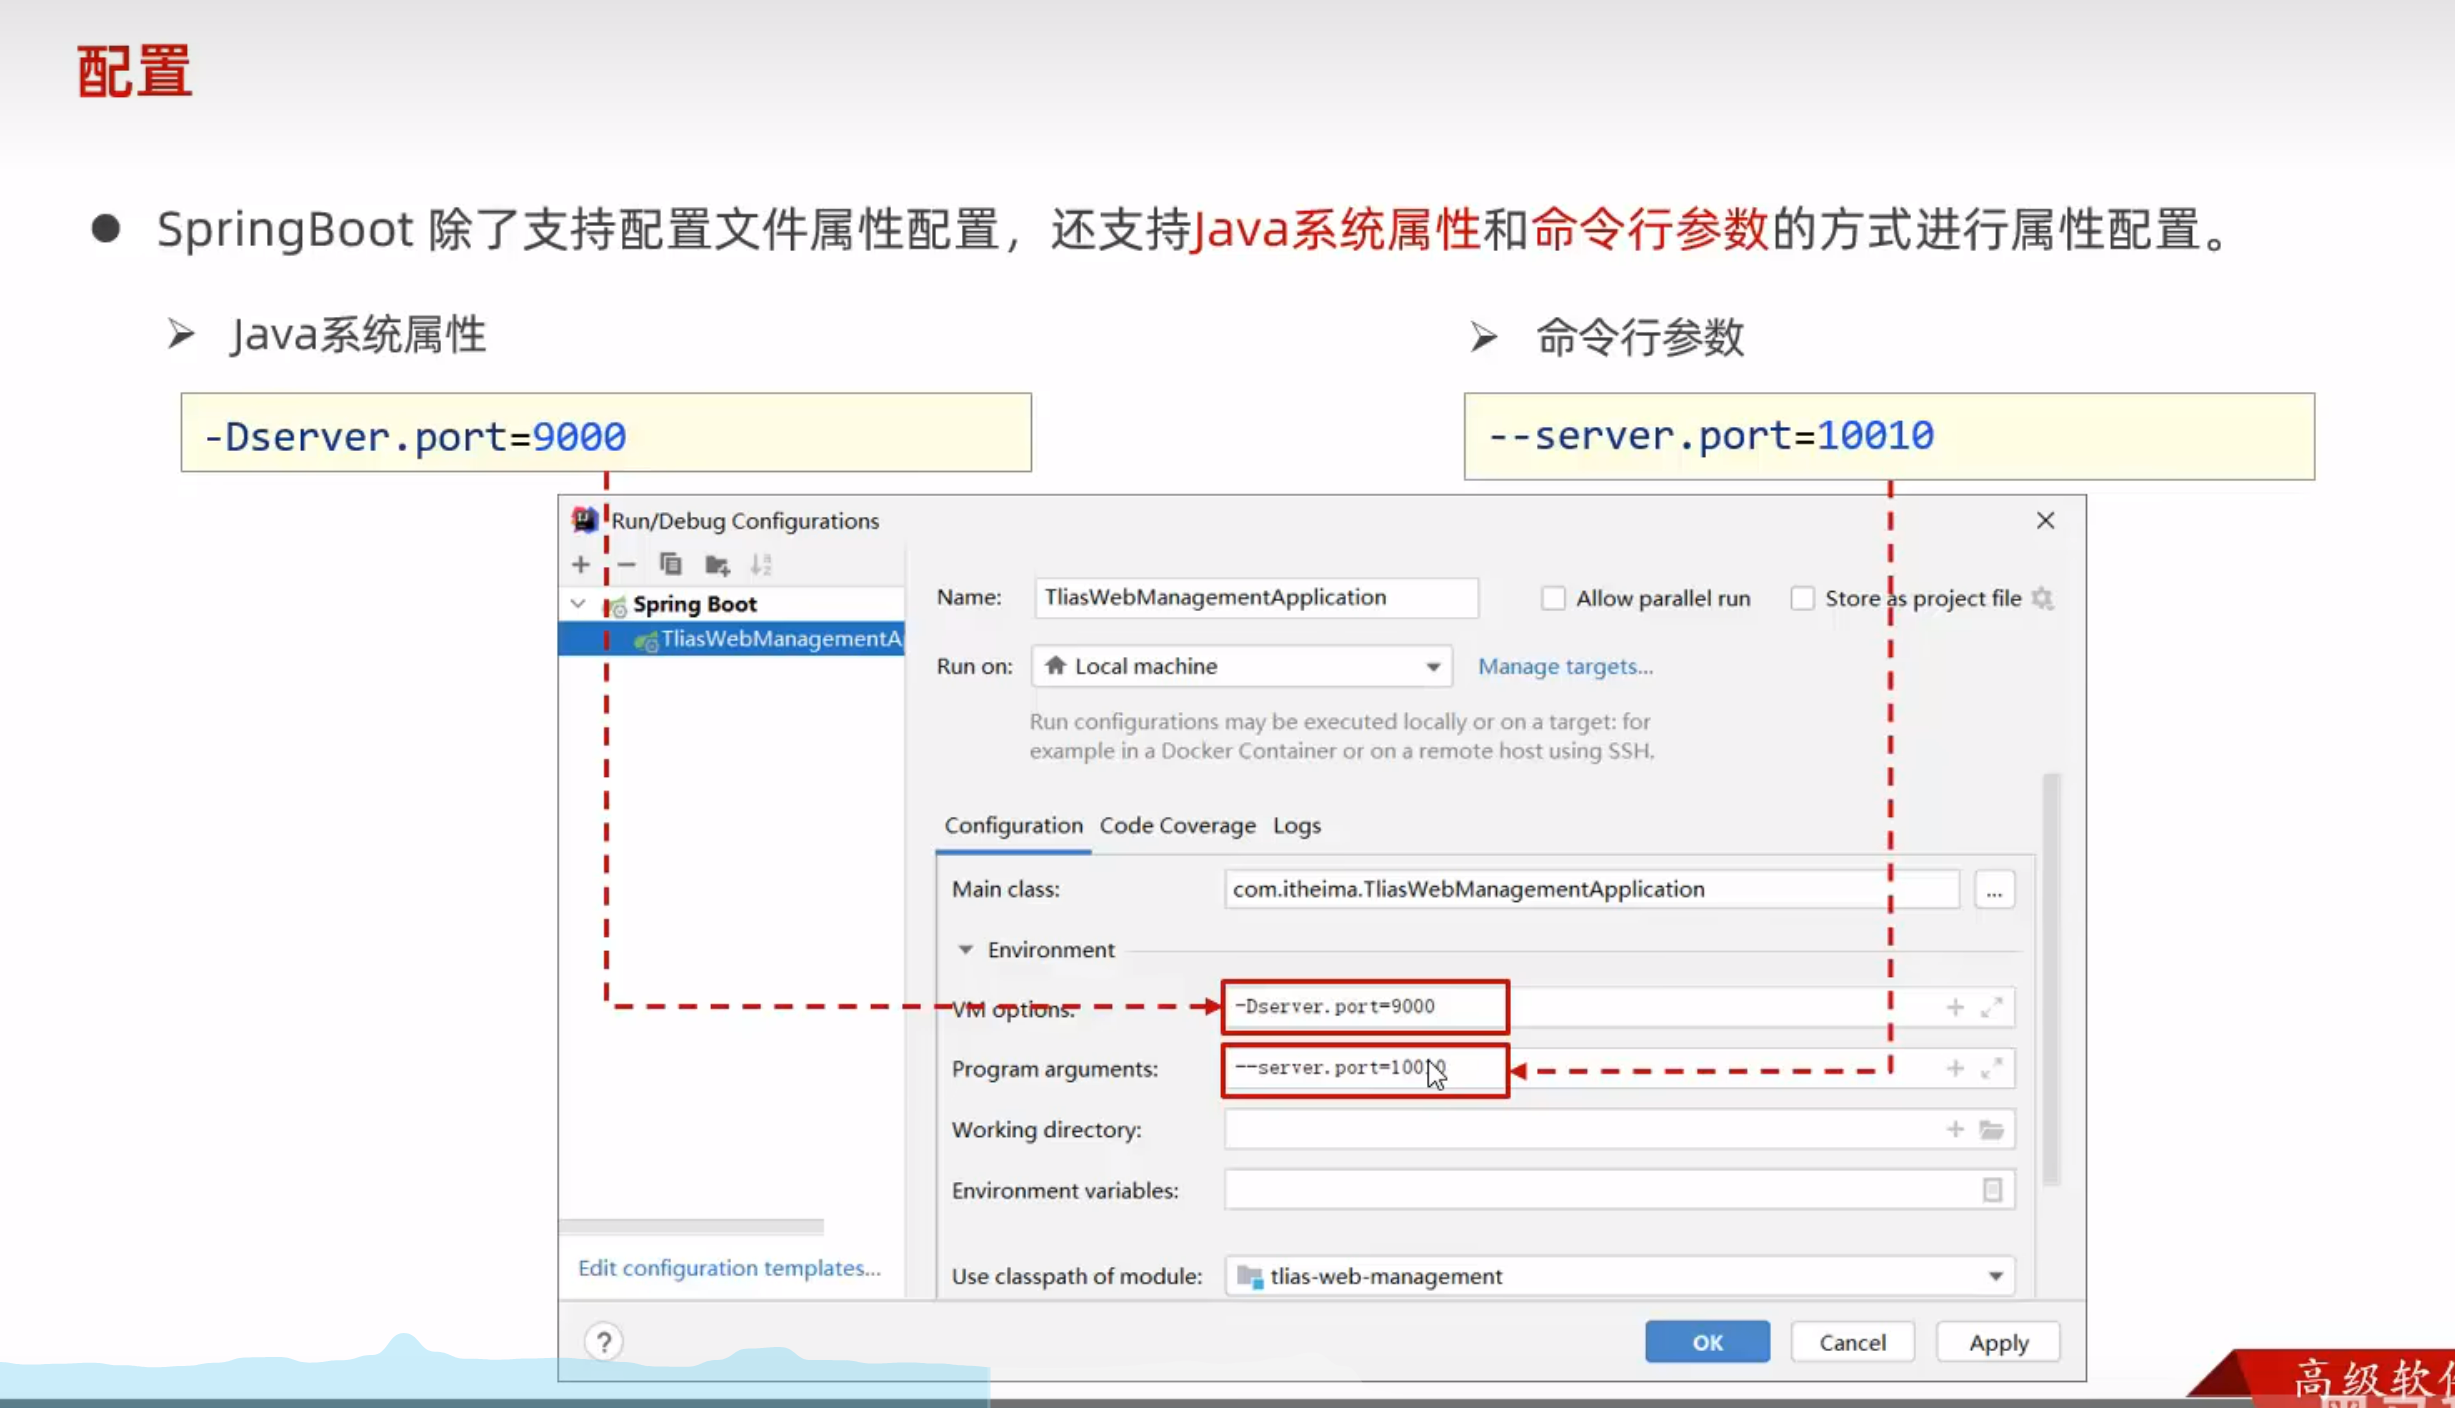 配置
SpringBoot 除了支持配置文件属性配置，还支持Java系统属性和命令行参数的方式进行属性配置。
Java系统属性
命令行参数
-Dserver.port=9000
--server.port=10010
Run/Debug Configurations
Spring Boot
TliasWebManagementA
Name: TliasWebManagementApplication
Allow parallel run
Store as project file
Run on: Local machine
Manage targets...
Run configurations may be executed locally or on a target: for
example in a Docker Container or on a remote host using SSH.
Configuration Code Coverage Logs
Main class: com.itheima.TliasWebManagementApplication ...
Environment
VM options: -Dserver.port=9000
Program arguments: --server.port=10010
Working directory:
Environment variables:
Edit configuration templates...
Use classpath of module: tlias-web-management
? OK Cancel Apply
高级软